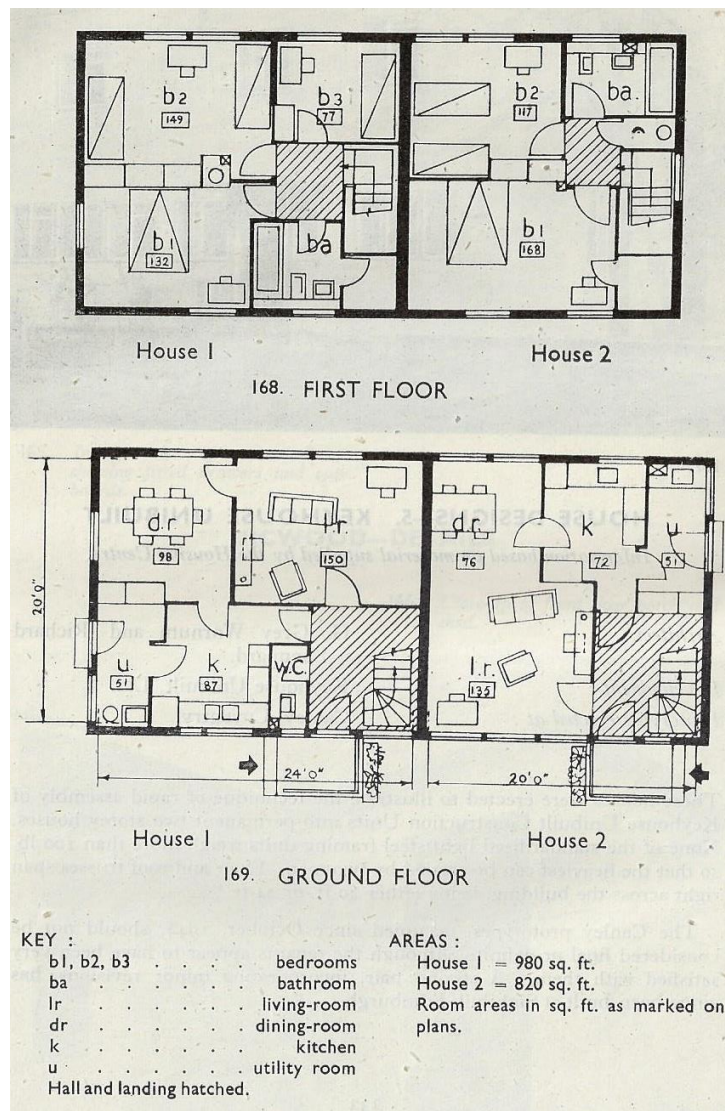 b2
149
b3
77
b2
117
ba
b1
132
ba
b1
168
House 1
House 2
168. FIRST FLOOR
dr
98
l.r.
150
dr
76
k
72
u
51
20'0"
u
51
k
87
W.C.
l.r.
135
24'0"
20'0"
House 1
House 2
169. GROUND FLOOR
KEY :
b1, b2, b3 bedrooms
ba bathroom
lr . . . . . . living-room
dr . . . . . . dining-room
k . . . . . . kitchen
u . . . . . . utility room
Hall and landing hatched.
AREAS :
House 1 = 980 sq. ft.
House 2 = 820 sq. ft.
Room areas in sq. ft. as marked on
plans.